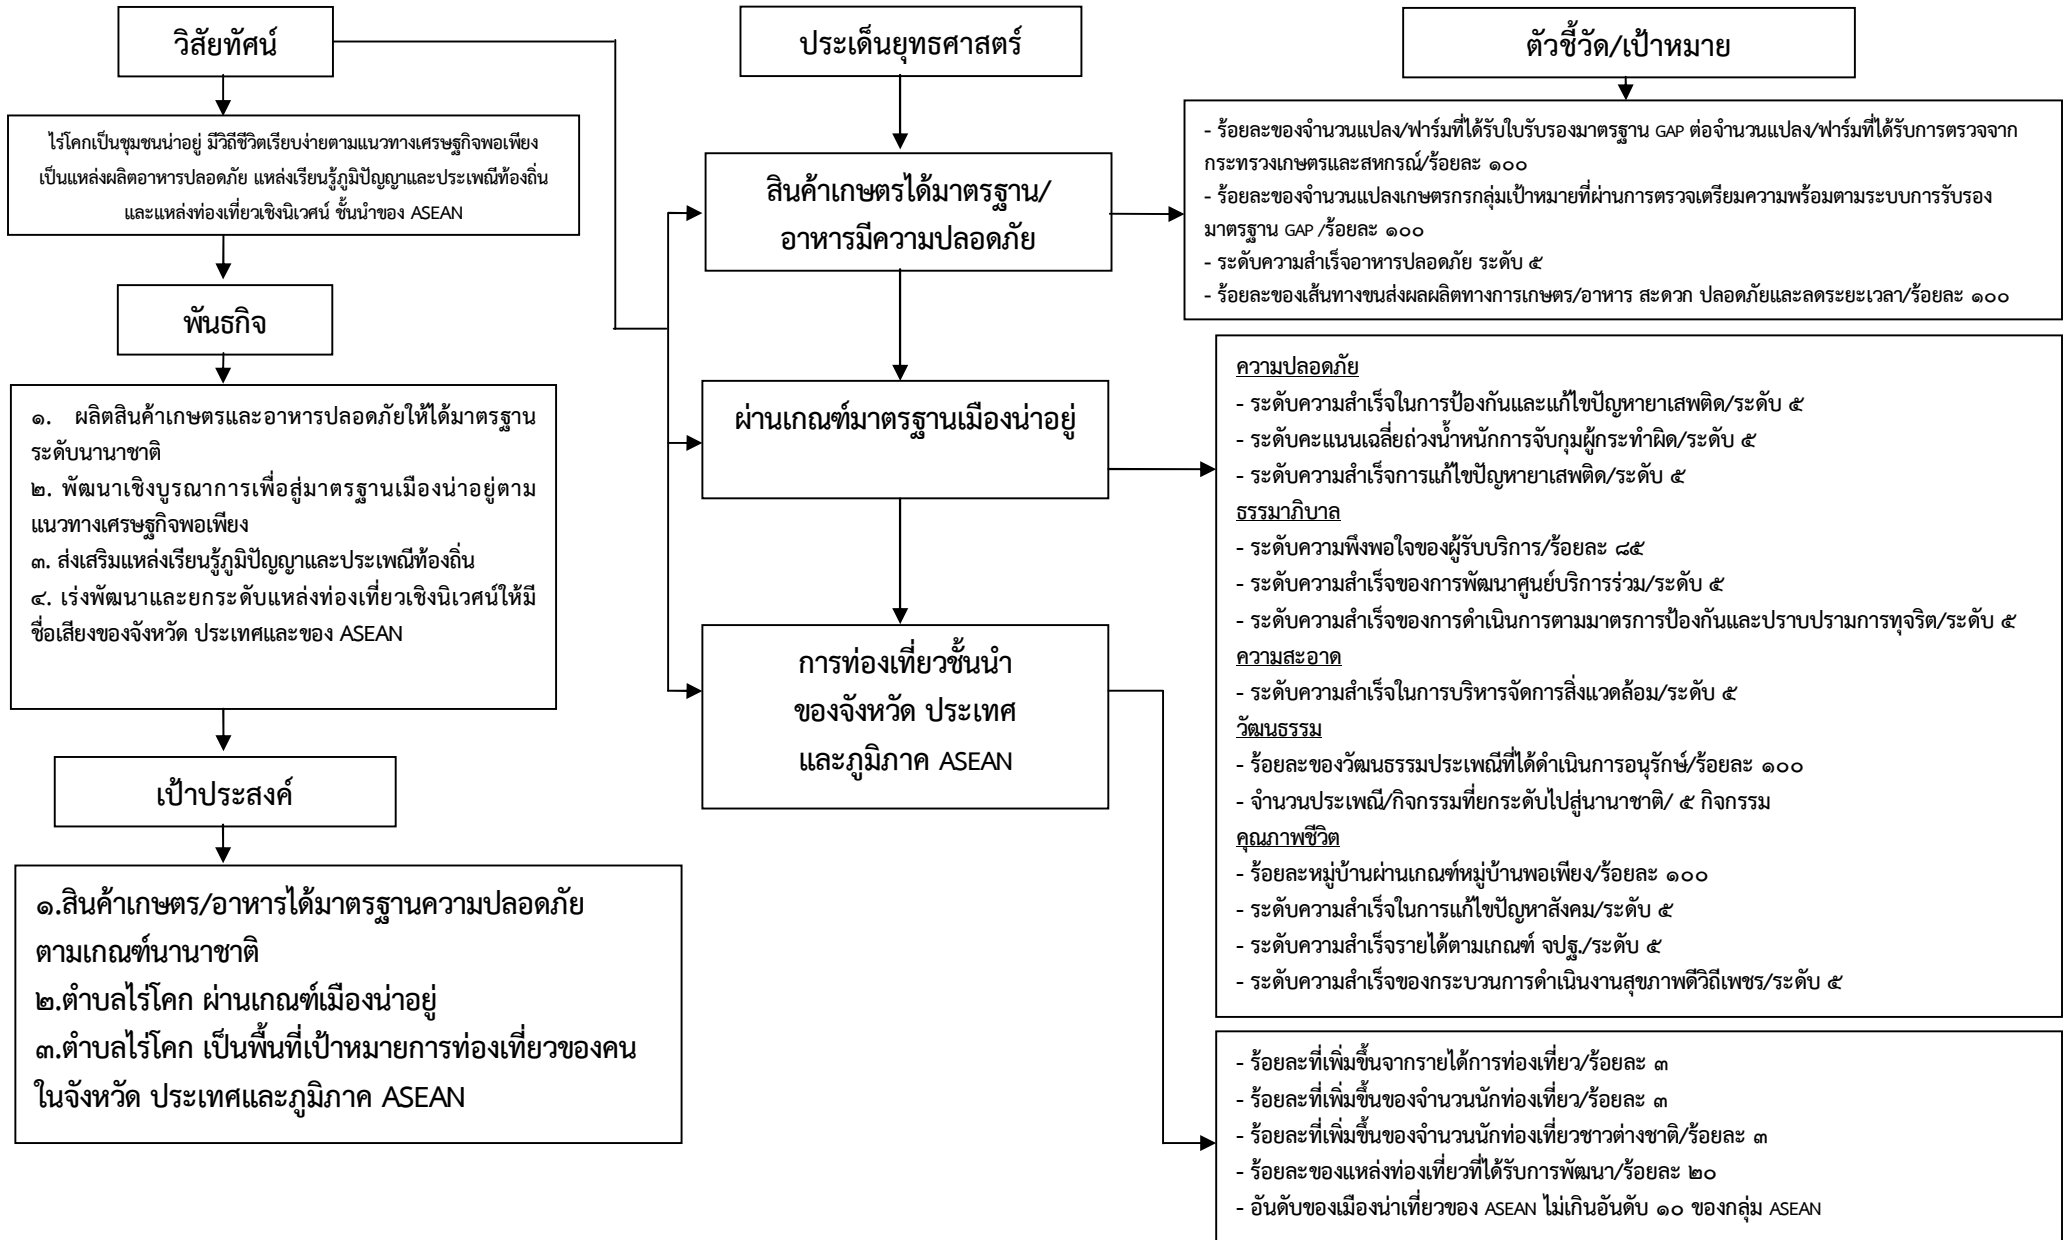 วิสัยทัศน์
ไร่โคกเป็นชุมชนน่าอยู่ มีวิถีชีวิตเรียบง่ายตามแนวทางเศรษฐกิจพอเพียง
เป็นแหล่งผลิตอาหารปลอดภัย แหล่งเรียนรู้ภูมิปัญญาและประเพณีท้องถิ่น
และแหล่งท่องเที่ยวเชิงนิเวศน์ ชั้นนำของ ASEAN
พันธกิจ
๑. ผลิตสินค้าเกษตรและอาหารปลอดภัยให้ได้มาตรฐาน
ระดับนานาชาติ
๒. พัฒนาเชิงบูรณาการเพื่อสู่มาตรฐานเมืองน่าอยู่ตาม
แนวทางเศรษฐกิจพอเพียง
๓. ส่งเสริมแหล่งเรียนรู้ภูมิปัญญาและประเพณีท้องถิ่น
๔. เร่งพัฒนาและยกระดับแหล่งท่องเที่ยวเชิงนิเวศน์ให้มี
ชื่อเสียงของจังหวัด ประเทศและของ ASEAN
เป้าประสงค์
๑.สินค้าเกษตร/อาหารได้มาตรฐานความปลอดภัย
ตามเกณฑ์นานาชาติ
๒.ตำบลไร่โคก ผ่านเกณฑ์เมืองน่าอยู่
๓.ตำบลไร่โคก เป็นพื้นที่เป้าหมายการท่องเที่ยวของคน
ในจังหวัด ประเทศและภูมิภาค ASEAN
ประเด็นยุทธศาสตร์
สินค้าเกษตรได้มาตรฐาน/
อาหารมีความปลอดภัย
ผ่านเกณฑ์มาตรฐานเมืองน่าอยู่
การท่องเที่ยวชั้นนำ
ของจังหวัด ประเทศ
และภูมิภาค ASEAN
ตัวชี้วัด/เป้าหมาย
- ร้อยละของจำนวนแปลง/ฟาร์มที่ได้รับใบรับรองมาตรฐาน GAP ต่อจำนวนแปลง/ฟาร์มที่ได้รับการตรวจจาก
กระทรวงเกษตรและสหกรณ์/ร้อยละ ๑๐๐
- ร้อยละของจำนวนแปลงเกษตรกรกลุ่มเป้าหมายที่ผ่านการตรวจเตรียมความพร้อมตามระบบการรับรอง
มาตรฐาน GAP /ร้อยละ ๑๐๐
- ระดับความสำเร็จอาหารปลอดภัย ระดับ ๕
- ร้อยละของเส้นทางขนส่งผลผลิตทางการเกษตร/อาหาร สะดวก ปลอดภัยและลดระยะเวลา/ร้อยละ ๑๐๐
ความปลอดภัย
- ระดับความสำเร็จในการป้องกันและแก้ไขปัญหายาเสพติด/ระดับ ๕
- ระดับคะแนนเฉลี่ยถ่วงน้ำหนักการจับกุมผู้กระทำผิด/ระดับ ๕
- ระดับความสำเร็จการแก้ไขปัญหายาเสพติด/ระดับ ๕
ธรรมาภิบาล
- ระดับความพึงพอใจของผู้รับบริการ/ร้อยละ ๘๕
- ระดับความสำเร็จของการพัฒนาศูนย์บริการร่วม/ระดับ ๕
- ระดับความสำเร็จของการดำเนินการตามมาตรการป้องกันและปราบปรามการทุจริต/ระดับ ๕
ความสะอาด
- ระดับความสำเร็จในการบริหารจัดการสิ่งแวดล้อม/ระดับ ๕
วัฒนธรรม
- ร้อยละของวัฒนธรรมประเพณีที่ได้ดำเนินการอนุรักษ์/ร้อยละ ๑๐๐
- จำนวนประเพณี/กิจกรรมที่ยกระดับไปสู่นานาชาติ/ ๕ กิจกรรม
คุณภาพชีวิต
- ร้อยละหมู่บ้านผ่านเกณฑ์หมู่บ้านพอเพียง/ร้อยละ ๑๐๐
- ระดับความสำเร็จในการแก้ไขปัญหาสังคม/ระดับ ๕
- ระดับความสำเร็จรายได้ตามเกณฑ์ จปฐ./ระดับ ๕
- ระดับความสำเร็จของกระบวนการดำเนินงานสุขภาพดีวิถีเพชร/ระดับ ๕
- ร้อยละที่เพิ่มขึ้นจากรายได้การท่องเที่ยว/ร้อยละ ๓
- ร้อยละที่เพิ่มขึ้นของจำนวนนักท่องเที่ยว/ร้อยละ ๓
- ร้อยละที่เพิ่มขึ้นของจำนวนนักท่องเที่ยวชาวต่างชาติ/ร้อยละ ๓
- ร้อยละของแหล่งท่องเที่ยวที่ได้รับการพัฒนา/ร้อยละ ๒๐
- อันดับของเมืองน่าเที่ยวของ ASEAN ไม่เกินอันดับ ๑๐ ของกลุ่ม ASEAN